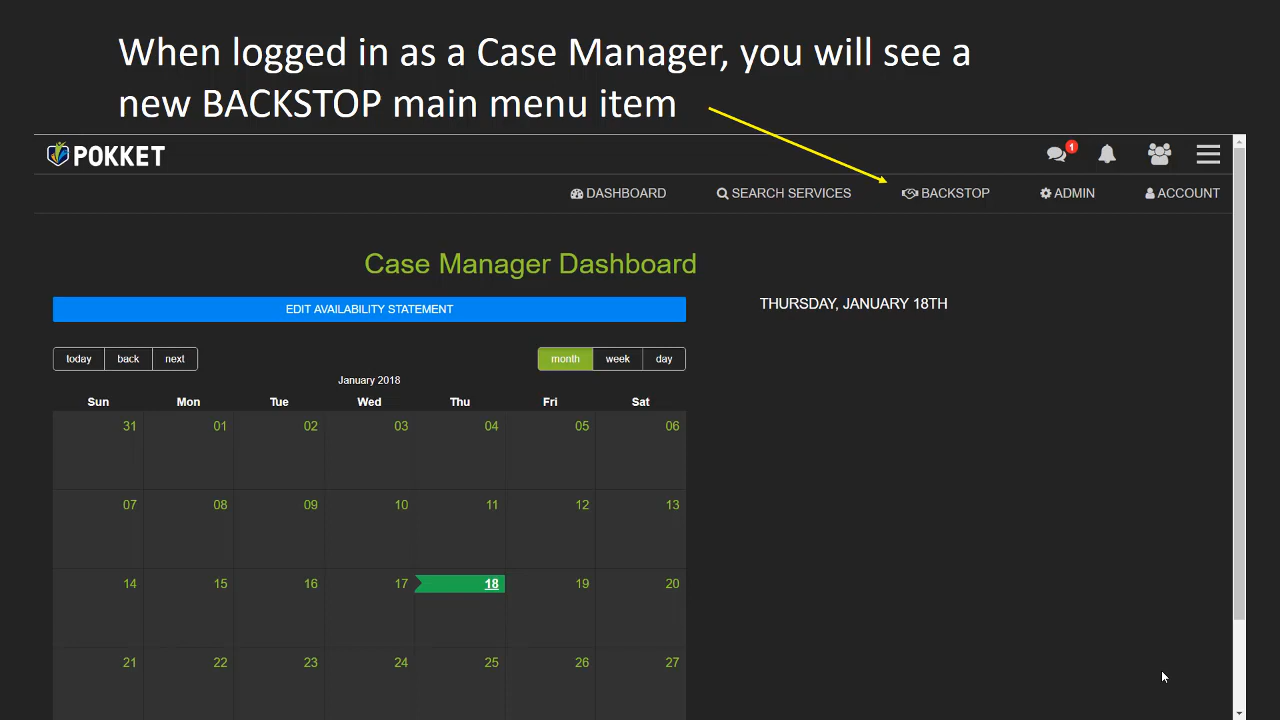 When logged in as a Case Manager, you will see a
new BACKSTOP main menu item
POKKET 1
DASHBOARD SEARCH SERVICES BACKSTOP ADMIN ACCOUNT
Case Manager Dashboard
EDIT AVAILABILITY STATEMENT THURSDAY, JANUARY 18TH
today back next month week day
January 2018
Sun Mon Tue Wed Thu Fri Sat
31 01 02 03 04 05 06
07 08 09 10 11 12 13
14 15 16 17 18 19 20
21 22 23 24 25 26 27